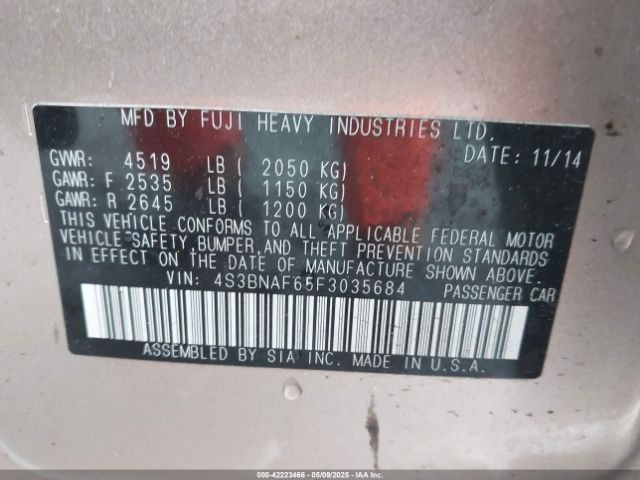 MFD BY FUJI HEAVY INDUSTRIES LTD.
GVWR: 4519 LB ( 2050 KG) DATE: 11/14
GAWR: F 2535 LB ( 1150 KG)
GAWR: R 2645 LB ( 1200 KG)
THIS VEHICLE CONFORMS TO ALL APPLICABLE FEDERAL MOTOR
VEHICLE SAFETY, BUMPER, AND THEFT PREVENTION STANDARDS
IN EFFECT ON THE DATE OF MANUFACTURE SHOWN ABOVE.
VIN: 4S3BNAF65F3035684 PASSENGER CAR
ASSEMBLED BY SIA INC. MADE IN U.S.A.
000-42223466 - 05/09/2025 - ABetterBid.com